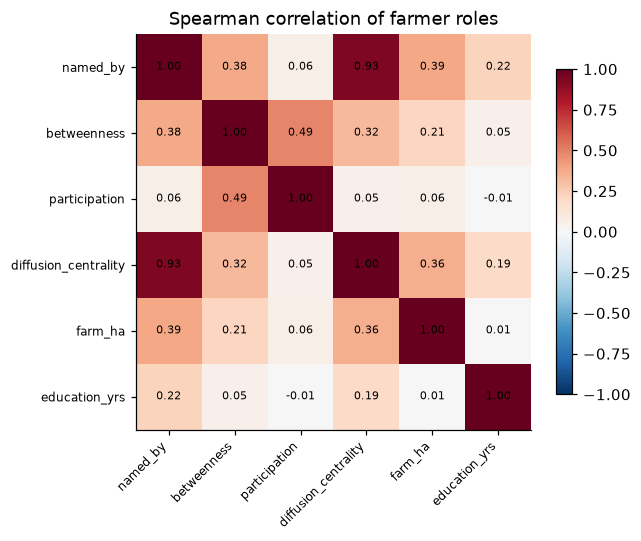 Spearman correlation of farmer roles
named_by 1.00 0.38 0.06 0.93 0.39 0.22
betweenness 0.38 1.00 0.49 0.32 0.21 0.05
participation 0.06 0.49 1.00 0.05 0.06 -0.01
diffusion_centrality 0.93 0.32 0.05 1.00 0.36 0.19
farm_ha 0.39 0.21 0.06 0.36 1.00 0.01
education_yrs 0.22 0.05 -0.01 0.19 0.01 1.00
named_by
betweenness
participation
diffusion_centrality
farm_ha
education_yrs
1.00
0.75
0.50
0.25
0.00
−0.25
−0.50
−0.75
−1.00